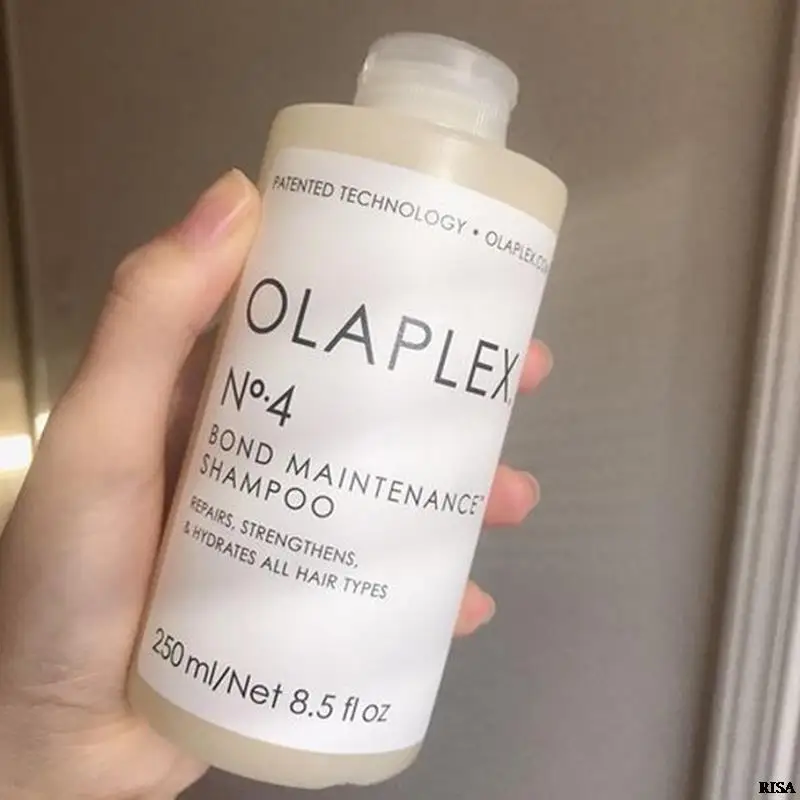 PATENTED TECHNOLOGY • OLAPLEX.COM
OLAPLEX.
Nº.4
BOND MAINTENANCE™
SHAMPOO
REPAIRS, STRENGTHENS,
& HYDRATES ALL HAIR TYPES
250 ml/Net 8.5 fl oz
RISA